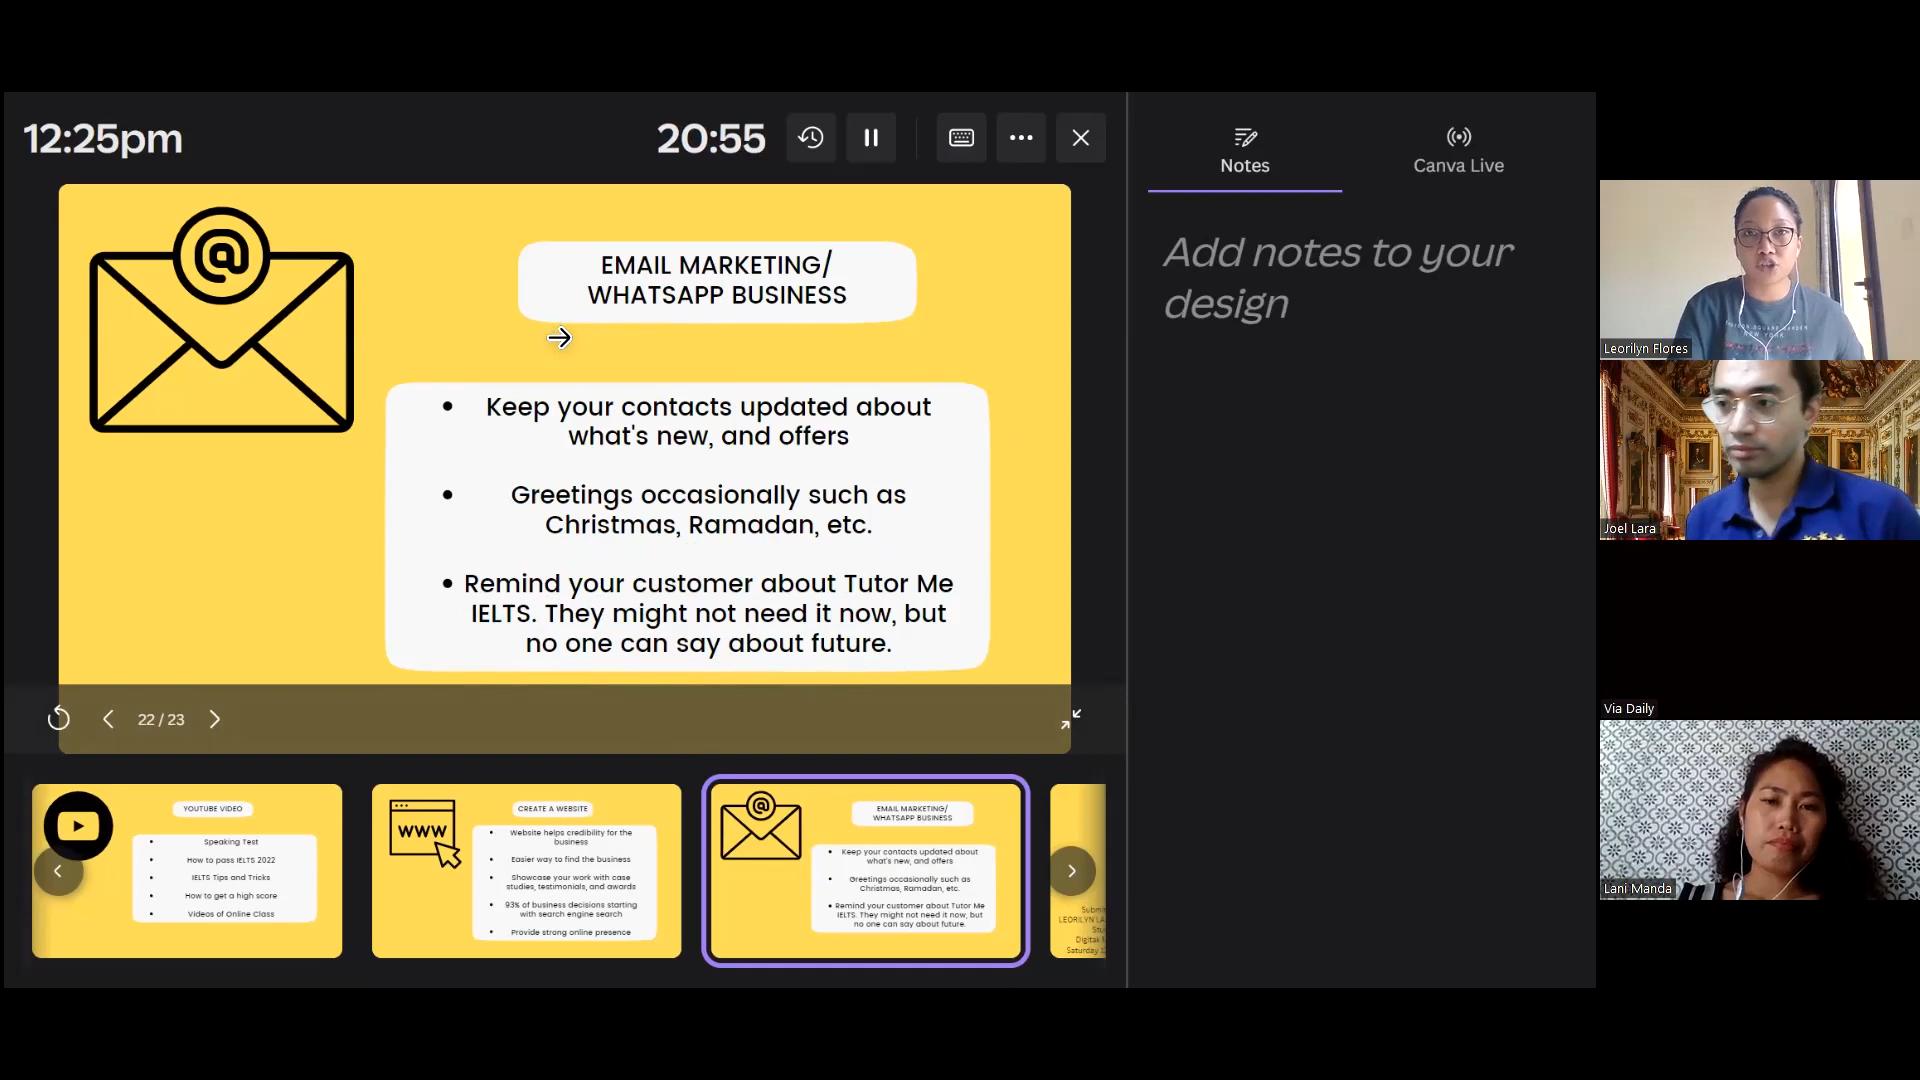 12:25pm
20:55
Notes
Canva Live
Add notes to your
design
@
EMAIL MARKETING/
WHATSAPP BUSINESS
• Keep your contacts updated about
what's new, and offers
• Greetings occasionally such as
Christmas, Ramadan, etc.
• Remind your customer about Tutor Me
IELTS. They might not need it now, but
no one can say about future.
22 / 23
YOUTUBE VIDEO
• Speaking Test
• How to pass IELTS 2022
• IELTS Tips and Tricks
• How to get a high score
• Videos of Online Class
WWW
CREATE A WEBSITE
• Website helps credibility for the
business
• Easier way to find the business
• Showcase your work with case
studies, testimonials, and awards
• 93% of business decisions starting
with search engine search
• Provide strong online presence
@
EMAIL MARKETING/
WHATSAPP BUSINESS
• Keep your contacts updated about
what's new, and offers
• Greetings occasionally such as
Christmas, Ramadan, etc.
• Remind your customer about Tutor Me
IELTS. They might not need it now, but
no one can say about future.
LEORILYN
Saturday
NEW YORK
Leorilyn Flores
Joel Lara
Via Daily
Lani Manda